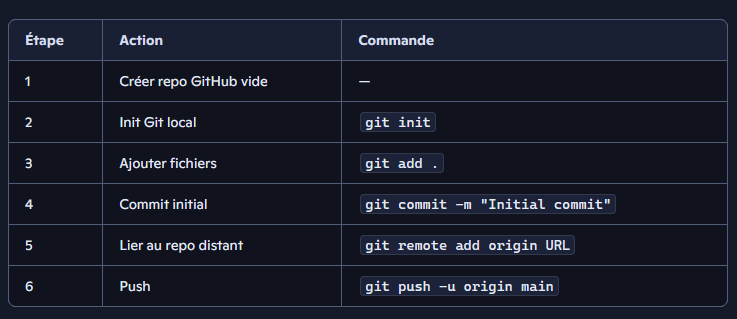 Étape Action Commande
1 Créer repo GitHub vide —
2 Init Git local git init
3 Ajouter fichiers git add .
4 Commit initial git commit -m "Initial commit"
5 Lier au repo distant git remote add origin URL
6 Push git push -u origin main